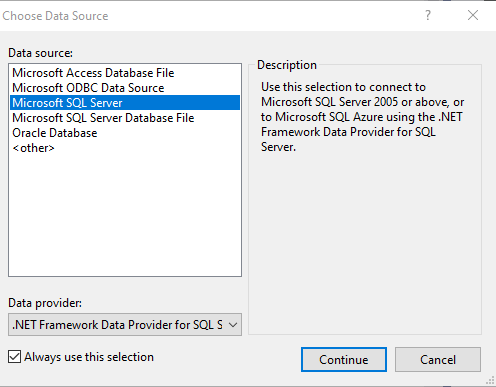 Choose Data Source
Data source:
Microsoft Access Database File
Microsoft ODBC Data Source
Microsoft SQL Server
Microsoft SQL Server Database File
Oracle Database
<other>
Description
Use this selection to connect to
Microsoft SQL Server 2005 or above, or
to Microsoft SQL Azure using the .NET
Framework Data Provider for SQL
Server.
Data provider:
.NET Framework Data Provider for SQL S
Always use this selection
Continue
Cancel